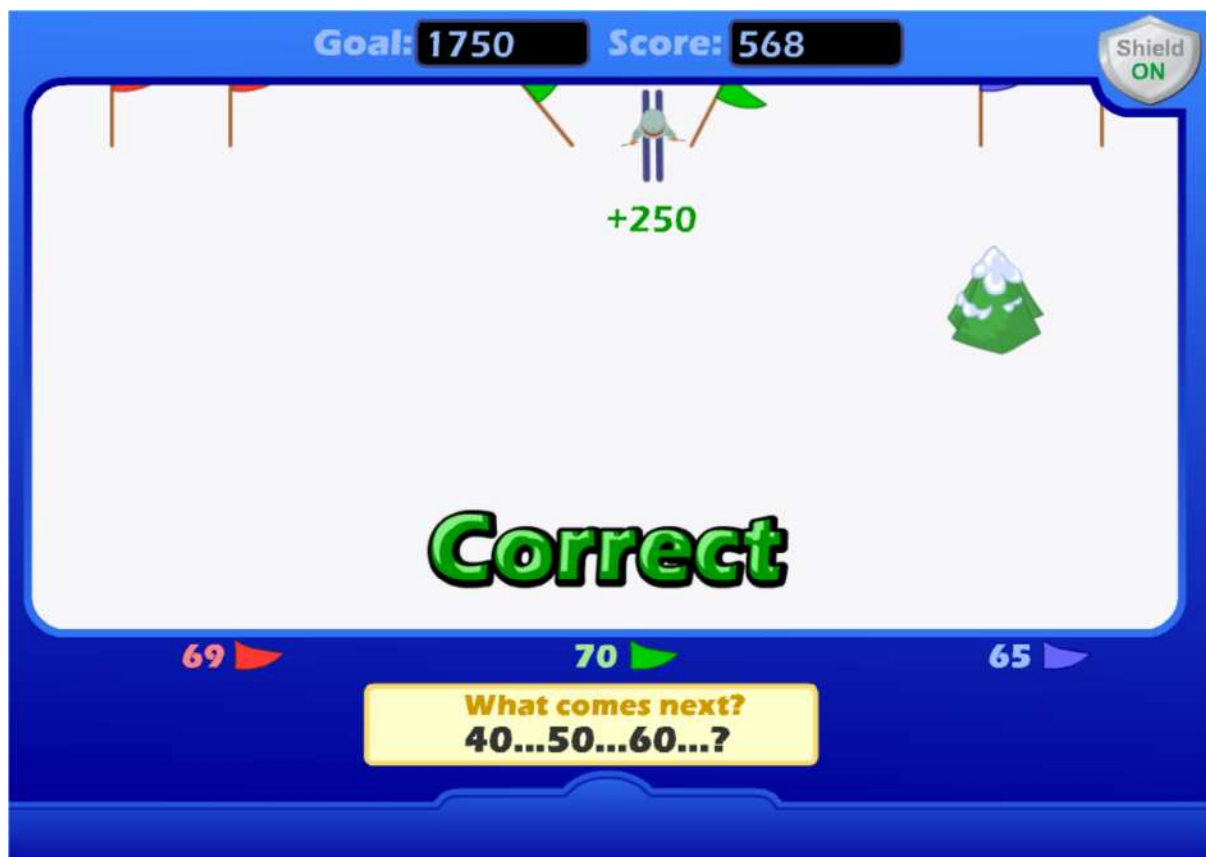 Goal: 1750 Score: 568
Shield
ON
+250
Correct
69 70 65
What comes next?
40...50...60...?